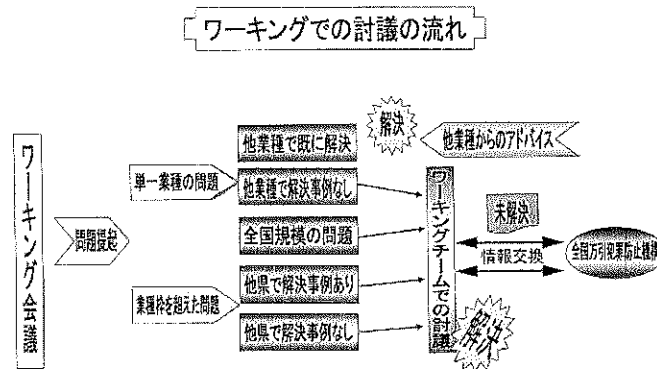 ワーキングでの討議の流れ
ワーキング会議
問題提起
単一業種の問題
業種枠を超えた問題
他業種で既に解決
他業種で解決事例なし
全国規模の問題
他県で解決事例あり
他県で解決事例なし
解決
他業種からのアドバイス
ワーキングチームでの討議
未解決
情報交換
全国万引犯罪防止機構
解決